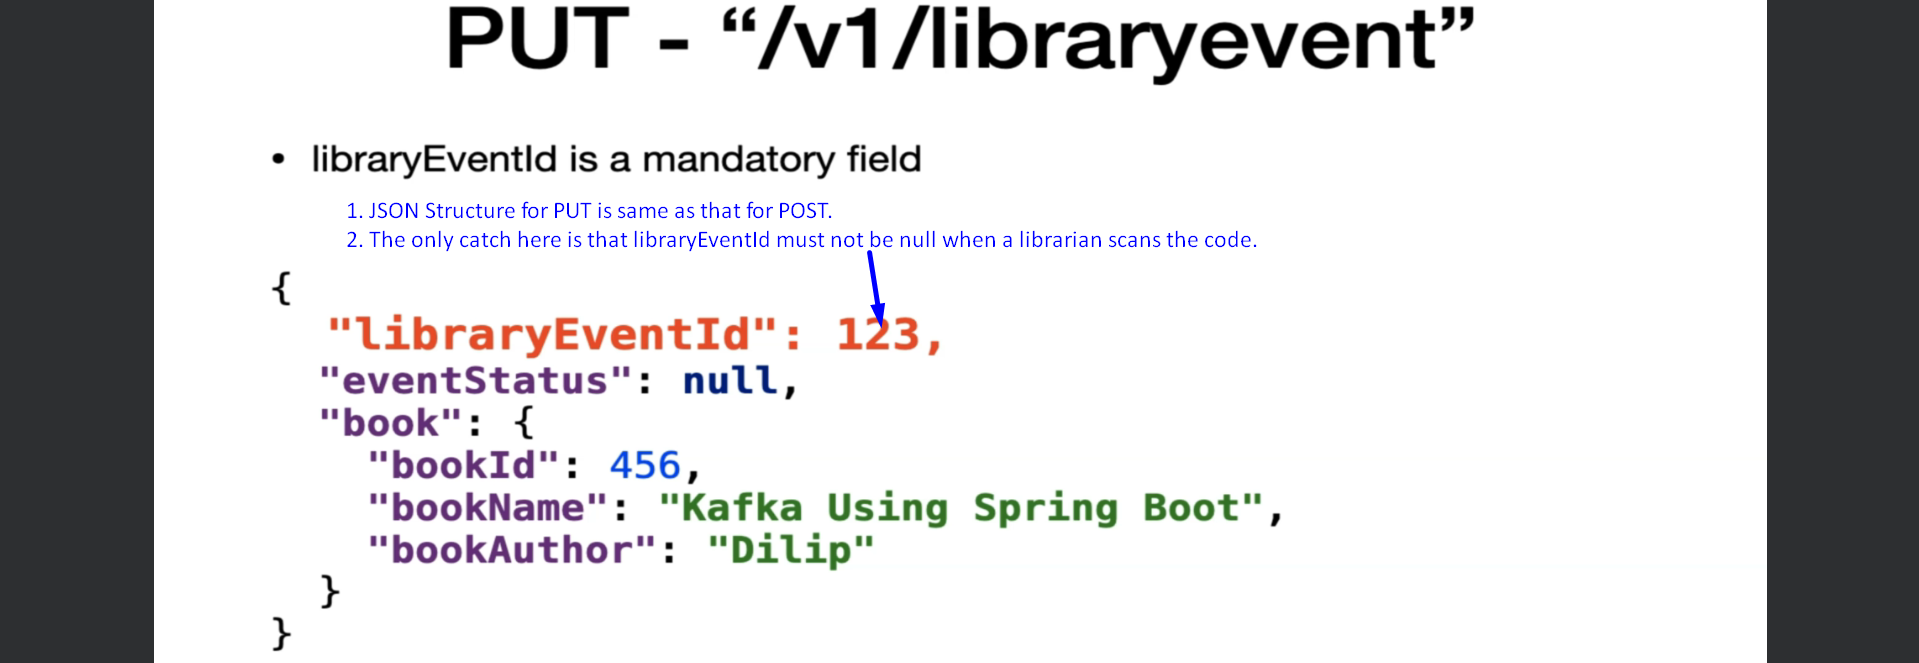 PUT - “/v1/libraryevent”
• libraryEventId is a mandatory field
1. JSON Structure for PUT is same as that for POST.
2. The only catch here is that libraryEventId must not be null when a librarian scans the code.
{
"libraryEventId": 123,
"eventStatus": null,
"book": {
"bookId": 456,
"bookName": "Kafka Using Spring Boot",
"bookAuthor": "Dilip"
}
}